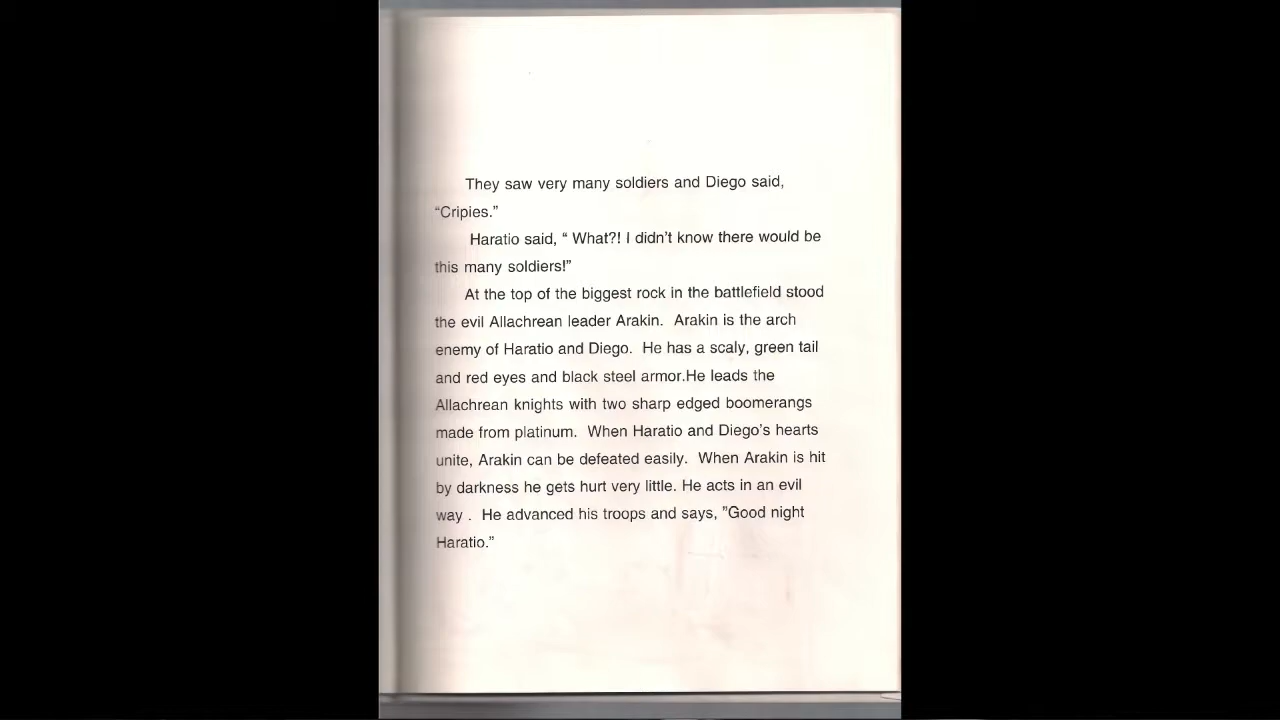 They saw very many soldiers and Diego said,
“Cripies.”
Haratio said, “ What?! I didn’t know there would be
this many soldiers!”
At the top of the biggest rock in the battlefield stood
the evil Allachrean leader Arakin.  Arakin is the arch
enemy of Haratio and Diego.  He has a scaly, green tail
and red eyes and black steel armor.He leads the
Allachrean knights with two sharp edged boomerangs
made from platinum.  When Haratio and Diego’s hearts
unite, Arakin can be defeated easily.  When Arakin is hit
by darkness he gets hurt very little. He acts in an evil
way .  He advanced his troops and says, ”Good night
Haratio.”